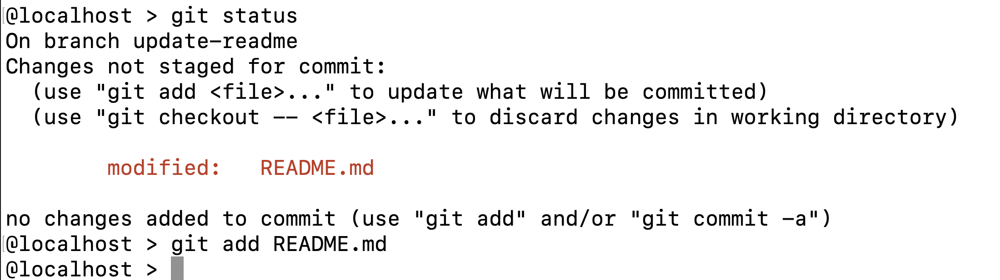 @localhost > git status
On branch update-readme
Changes not staged for commit:
  (use "git add <file>..." to update what will be committed)
  (use "git checkout -- <file>..." to discard changes in working directory)

        modified:   README.md

no changes added to commit (use "git add" and/or "git commit -a")
@localhost > git add README.md
@localhost >